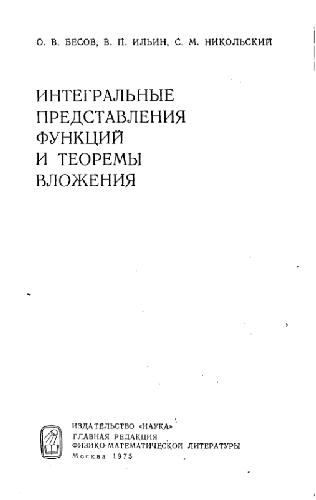 О. В. БЕСОВ, В. П. ИЛЬИН, С. М. НИКОЛЬСКИЙ
ИНТЕГРАЛЬНЫЕ
ПРЕДСТАВЛЕНИЯ
ФУНКЦИЙ
И ТЕОРЕМЫ
ВЛОЖЕНИЯ
ИЗДАТЕЛЬСТВО «НАУКА»
ГЛАВНАЯ РЕДАКЦИЯ
ФИЗИКО-МАТЕМАТИЧЕСКОЙ ЛИТЕРАТУРЫ
Москва 1975